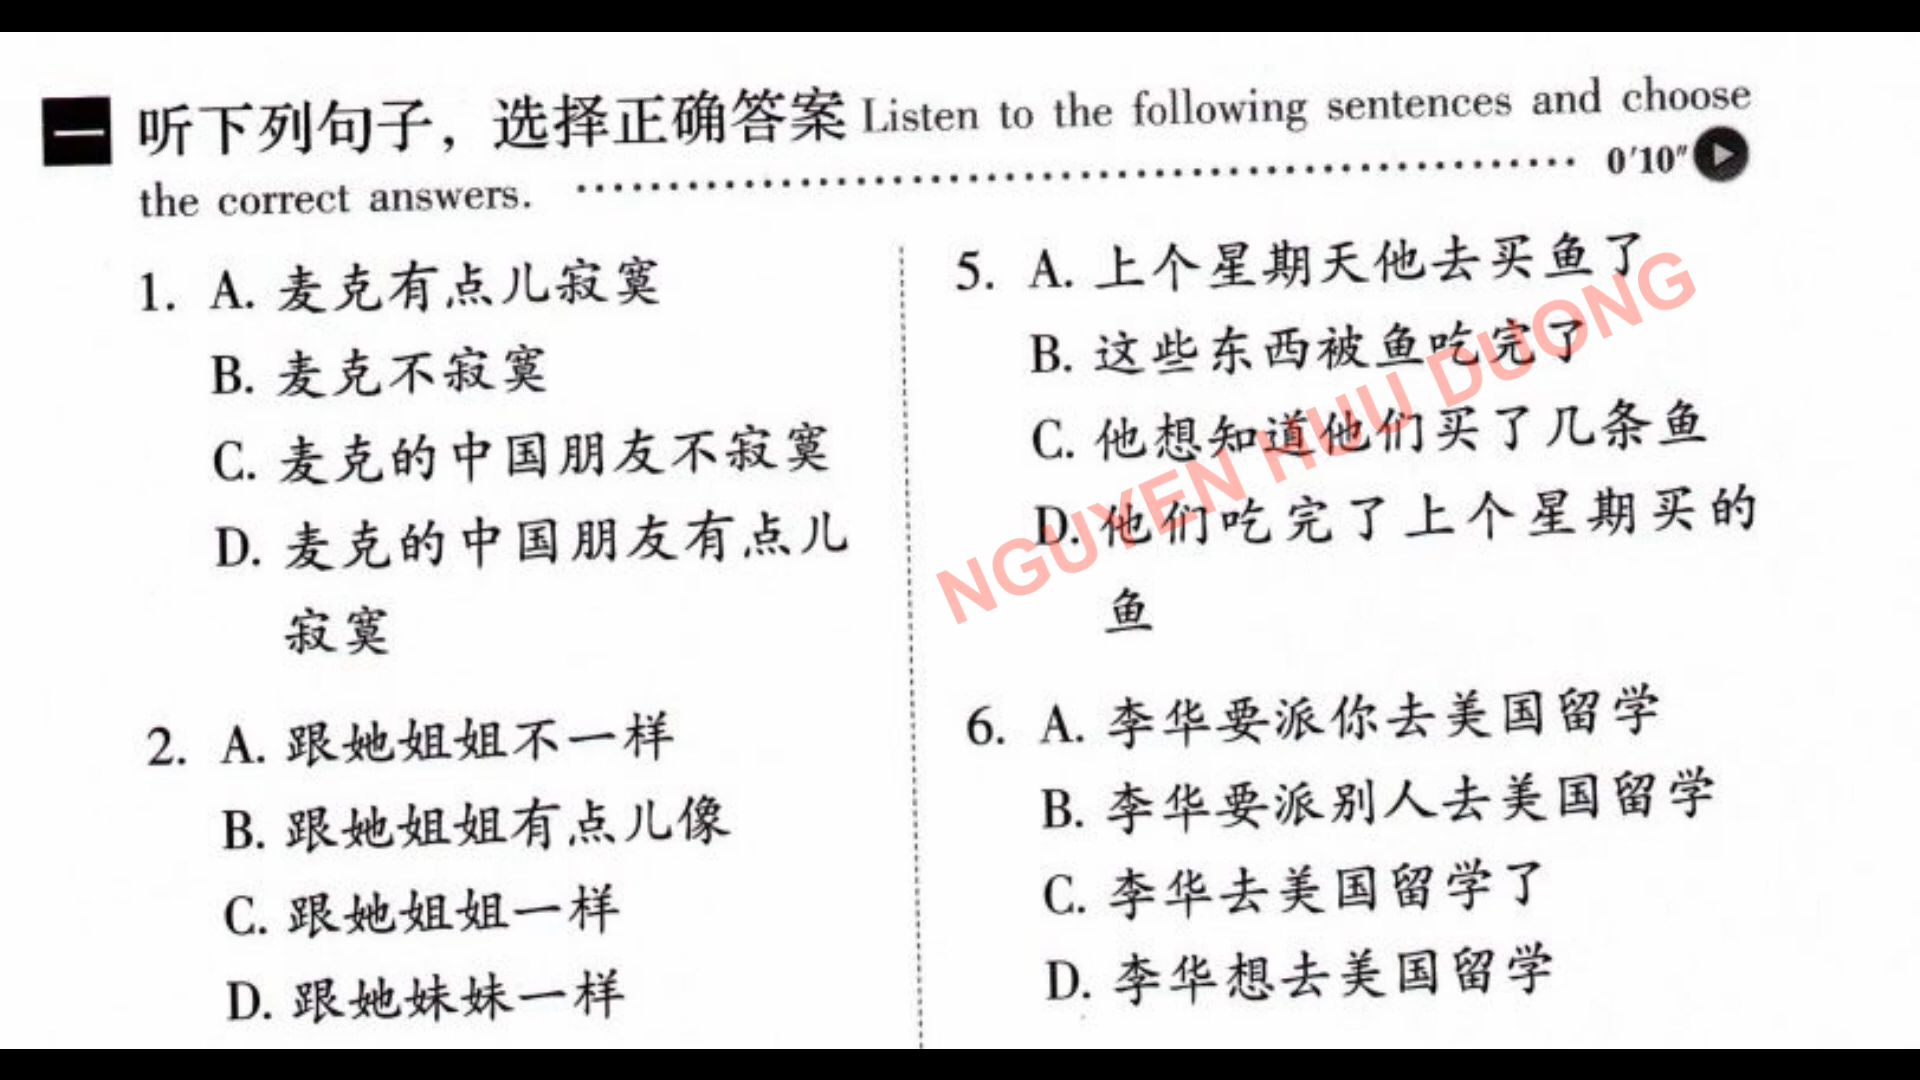 一 听下列句子，选择正确答案 Listen to the following sentences and choose
the correct answers. ………………………………………… 0′10″
1. A. 麦克有点儿寂寞
B. 麦克不寂寞
C. 麦克的中国朋友不寂寞
D. 麦克的中国朋友有点儿
寂寞
2. A. 跟她姐姐不一样
B. 跟她姐姐有点儿像
C. 跟她姐姐一样
D. 跟她妹妹一样
5. A. 上个星期天他去买鱼了
B. 这些东西被鱼吃完了
C. 他想知道他们买了几条鱼
D. 他们吃完了上个星期买的
鱼
6. A. 李华要派你去美国留学
B. 李华要派别人去美国留学
C. 李华去美国留学了
D. 李华想去美国留学
NGUYEN HUU DUONG